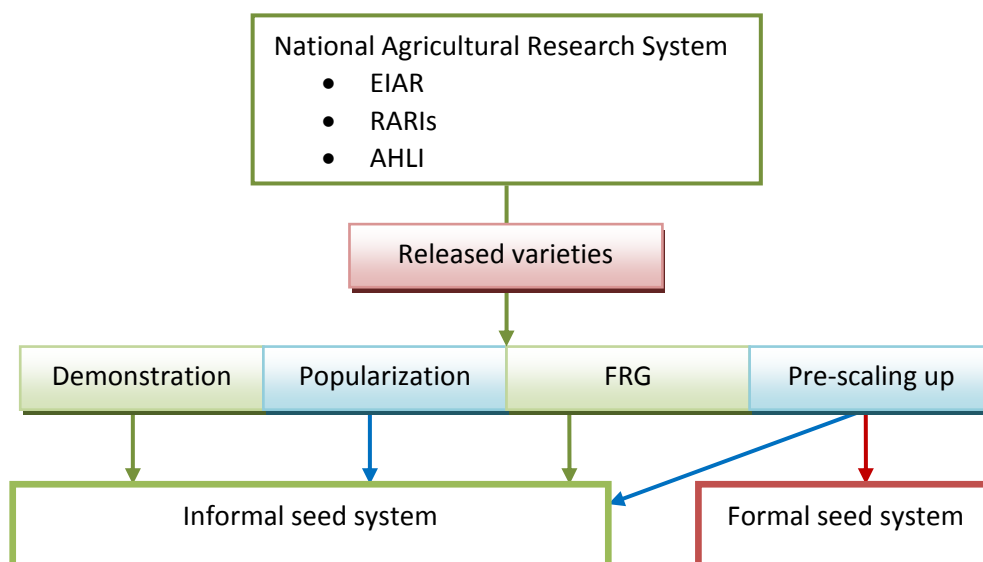 National Agricultural Research System
• EIAR
• RARIs
• AHLI
Released varieties
Demonstration
Popularization
FRG
Pre-scaling up
Informal seed system
Formal seed system